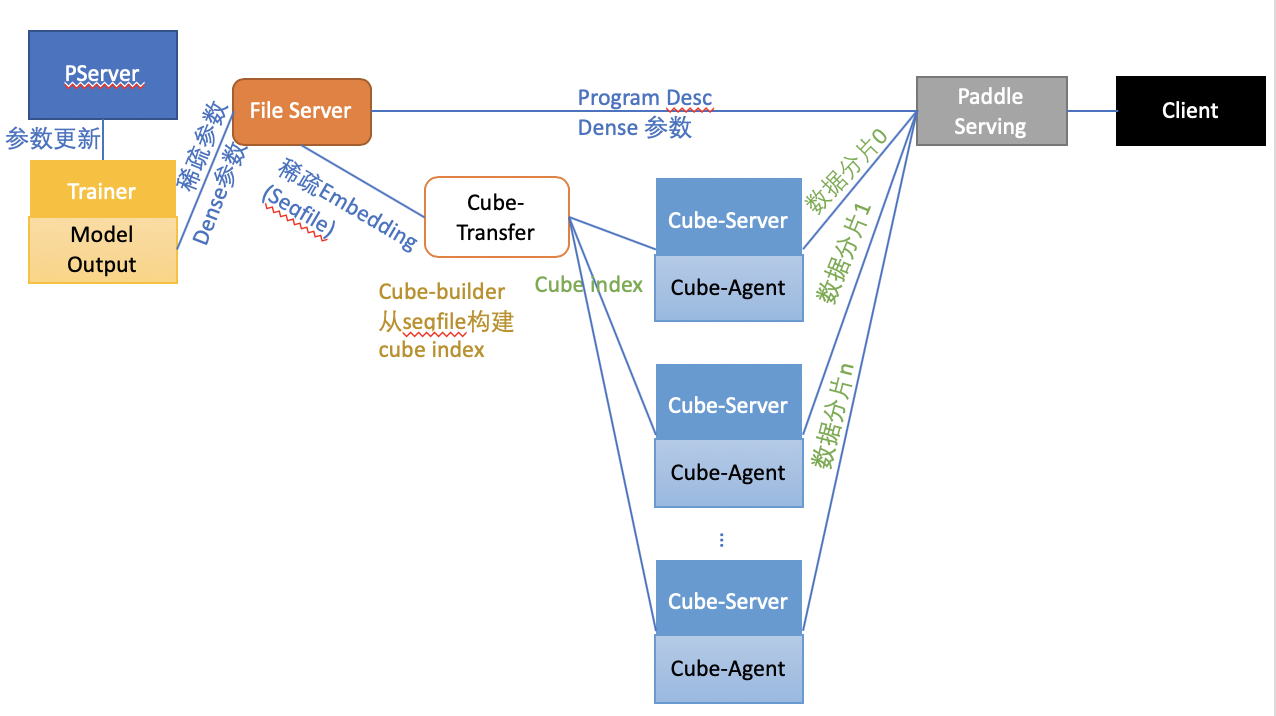 PServer
参数更新
Trainer
Model
Output
稀疏参数
Dense参数
File Server
稀疏Embedding
(Seqfile)
Program Desc
Dense 参数
Paddle
Serving
Client
Cube-
Transfer
Cube-builder
从seqfile构建
cube index
Cube index
Cube-Server
Cube-Agent
数据分片0
数据分片1
Cube-Server
Cube-Agent
数据分片n
...
Cube-Server
Cube-Agent